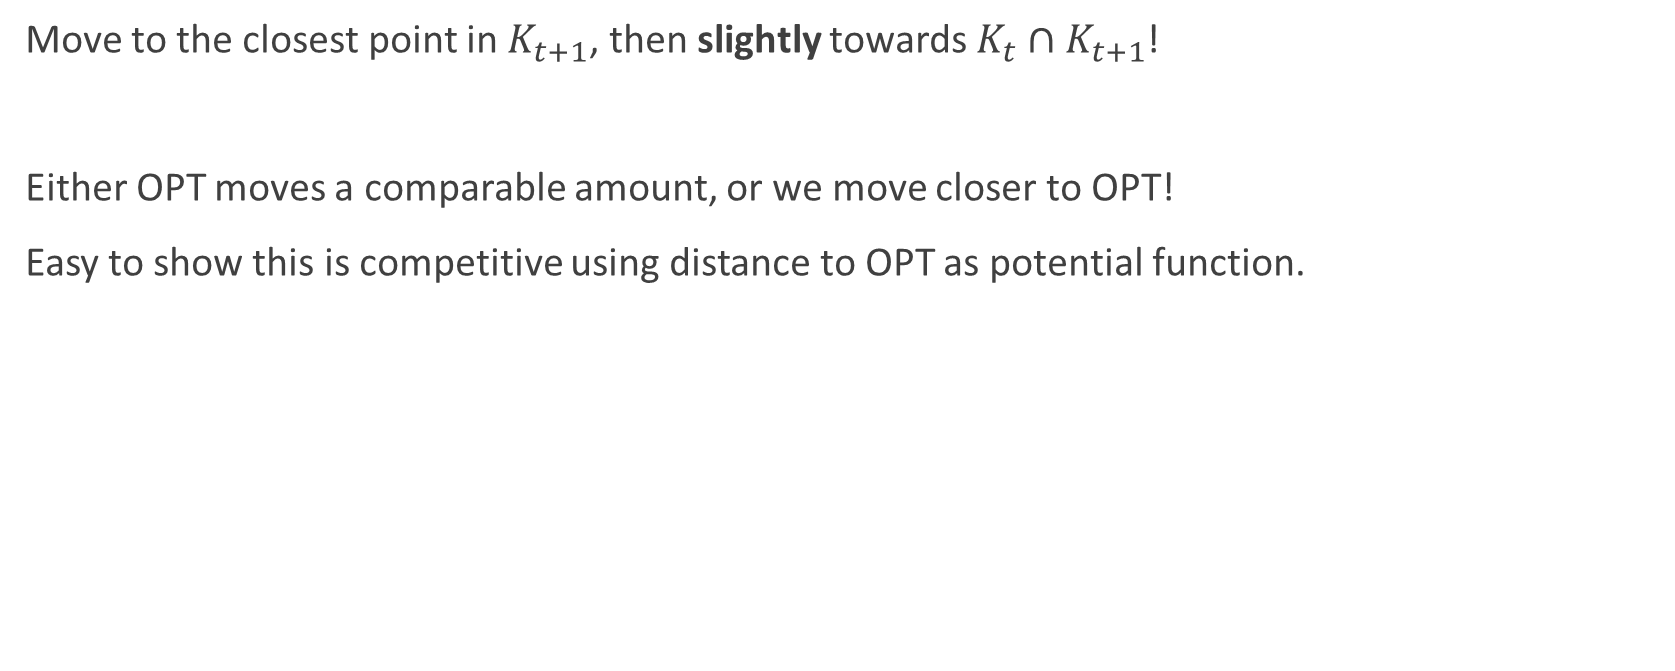 Move to the closest point in $K_{t+1}$, then slightly towards $K_t \cap K_{t+1}$!
Either OPT moves a comparable amount, or we move closer to OPT!
Easy to show this is competitive using distance to OPT as potential function.